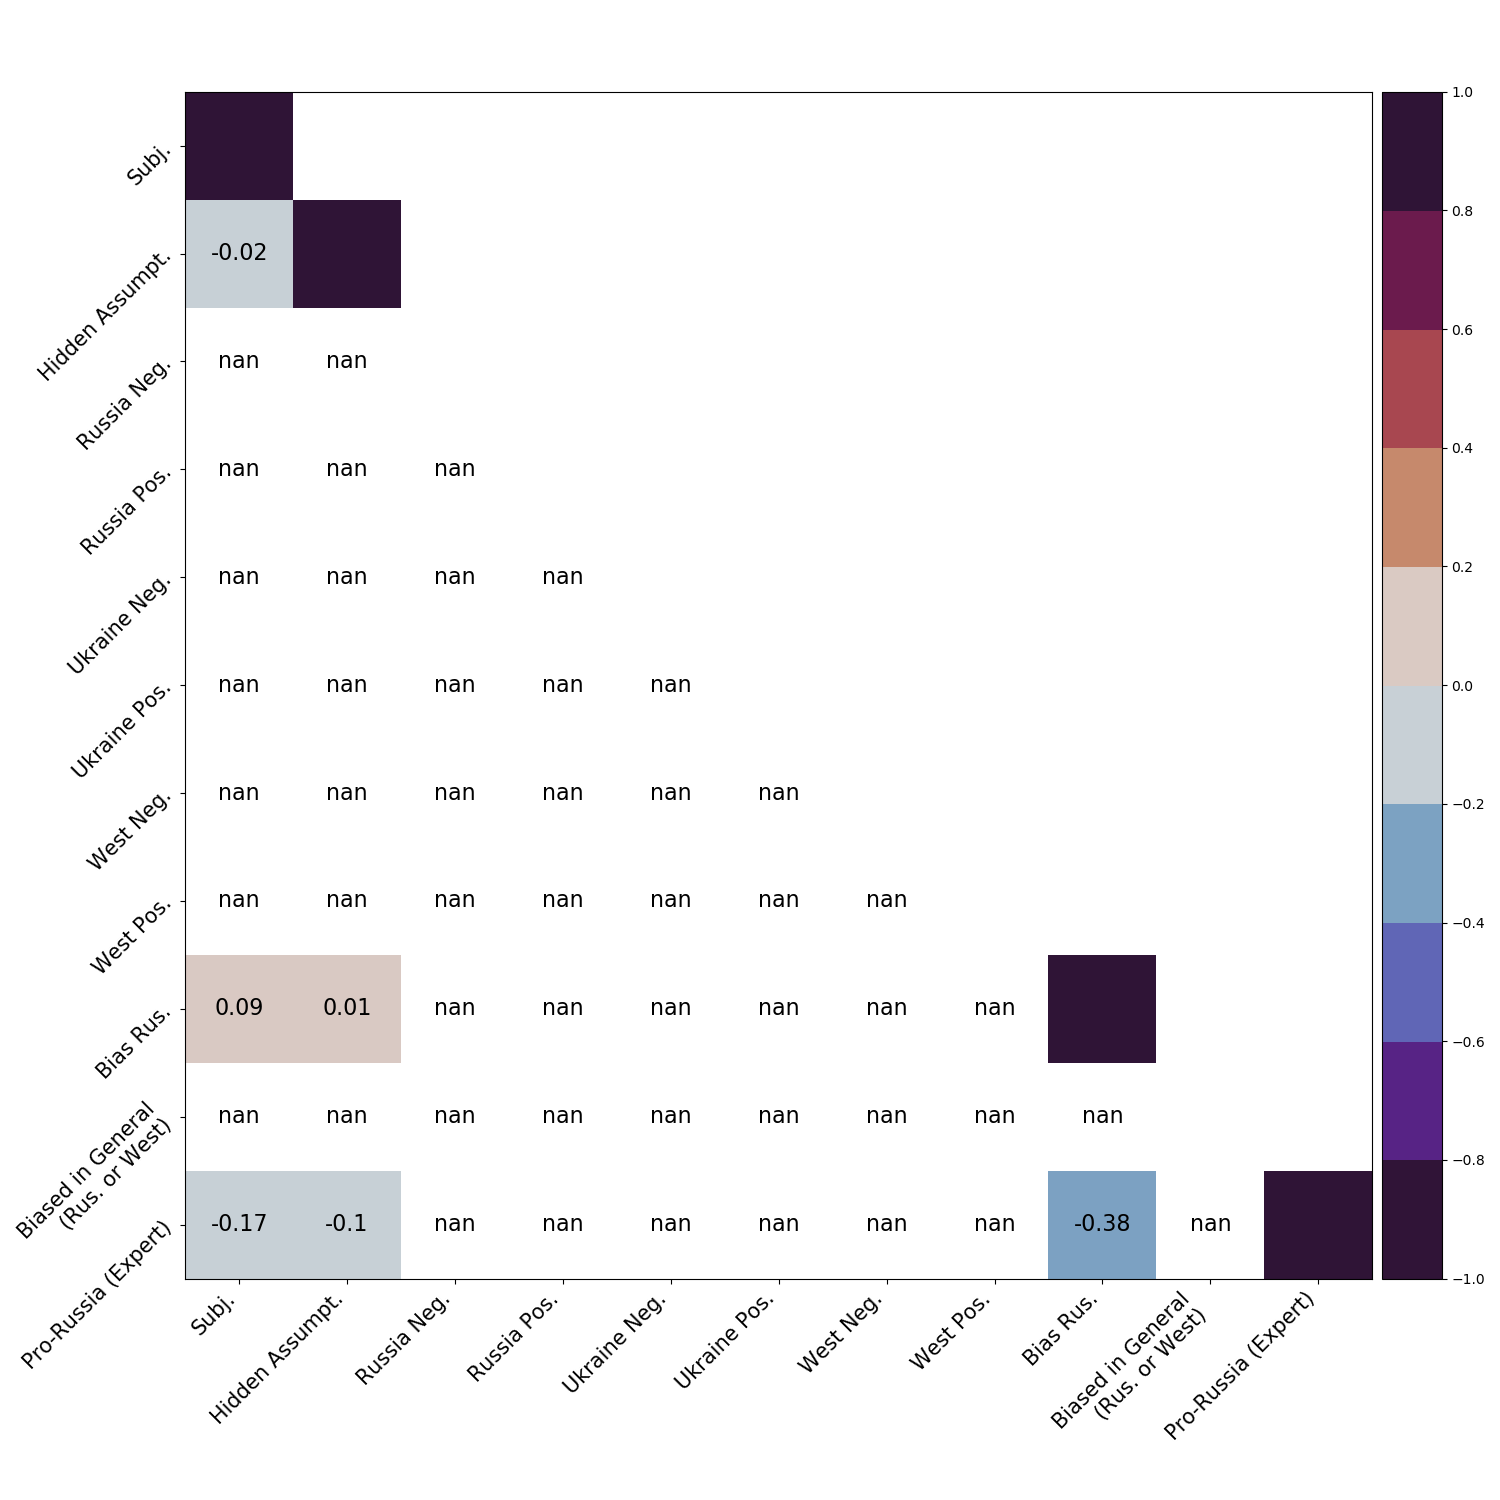 1.0
Subj.
0.8
Hidden Assumpt. -0.02
0.6
Russia Neg. nan nan
0.4
Russia Pos. nan nan nan
Ukraine Neg. nan nan nan nan
0.2
Ukraine Pos. nan nan nan nan nan
0.0
West Neg. nan nan nan nan nan nan
−0.2
West Pos. nan nan nan nan nan nan nan
−0.4
Bias Rus. 0.09 0.01 nan nan nan nan nan nan
−0.6
Biased in General
(Rus. or West) nan nan nan nan nan nan nan nan nan
−0.8
Pro-Russia (Expert) -0.17 -0.1 nan nan nan nan nan nan -0.38 nan
−1.0
Subj.
Hidden Assumpt.
Russia Neg.
Russia Pos.
Ukraine Neg.
Ukraine Pos.
West Neg.
West Pos.
Bias Rus.
Biased in General
(Rus. or West)
Pro-Russia (Expert)